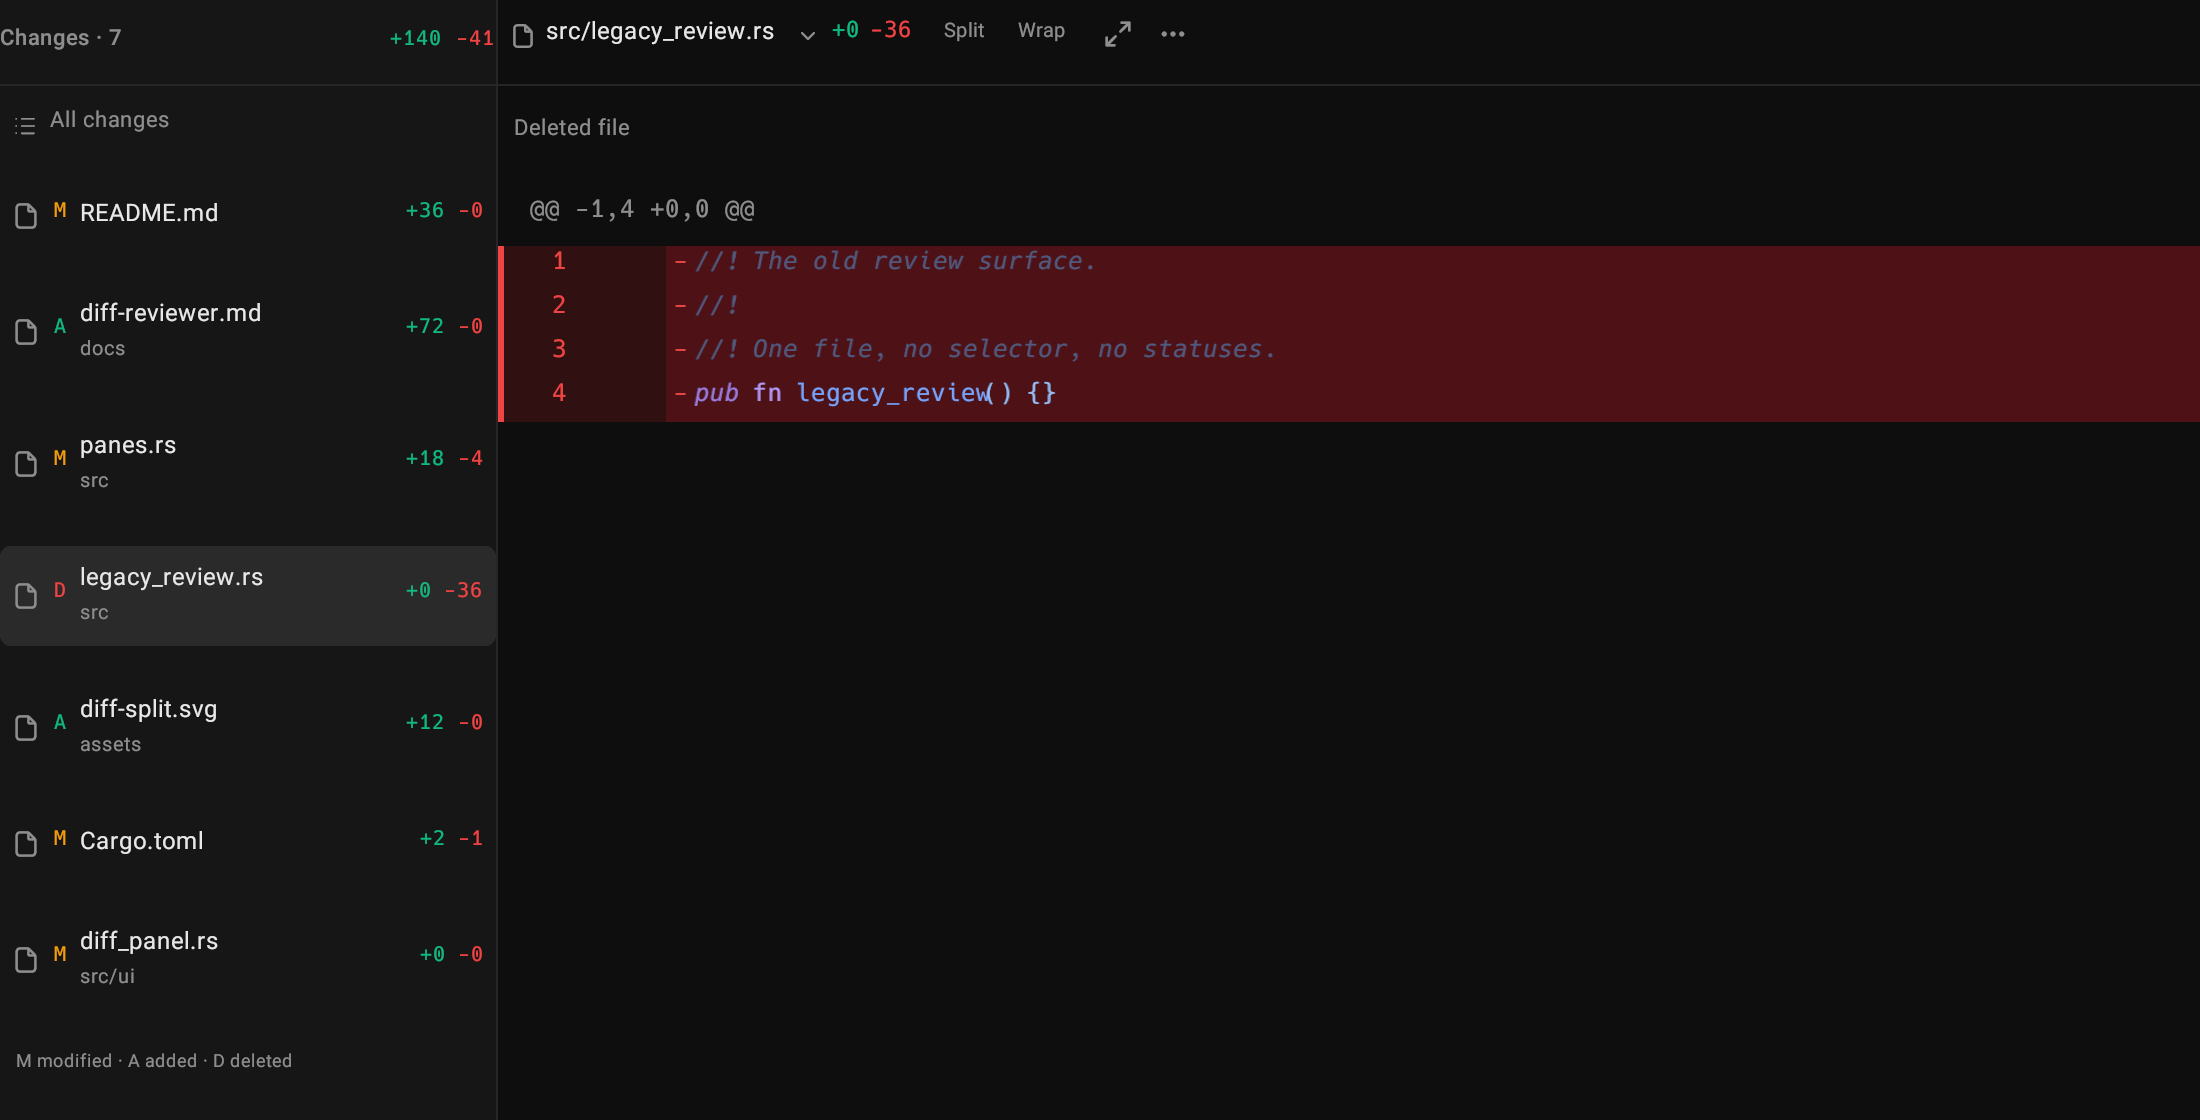 Changes · 7 +140 -41
All changes
M README.md +36 -0
A diff-reviewer.md +72 -0
docs
M panes.rs +18 -4
src
D legacy_review.rs +0 -36
src
A diff-split.svg +12 -0
assets
M Cargo.toml +2 -1
M diff_panel.rs +0 -0
src/ui
M modified · A added · D deleted
src/legacy_review.rs +0 -36 Split Wrap
Deleted file
@@ -1,4 +0,0 @@
1 - //! The old review surface.
2 - //!
3 - //! One file, no selector, no statuses.
4 - pub fn legacy_review() {}